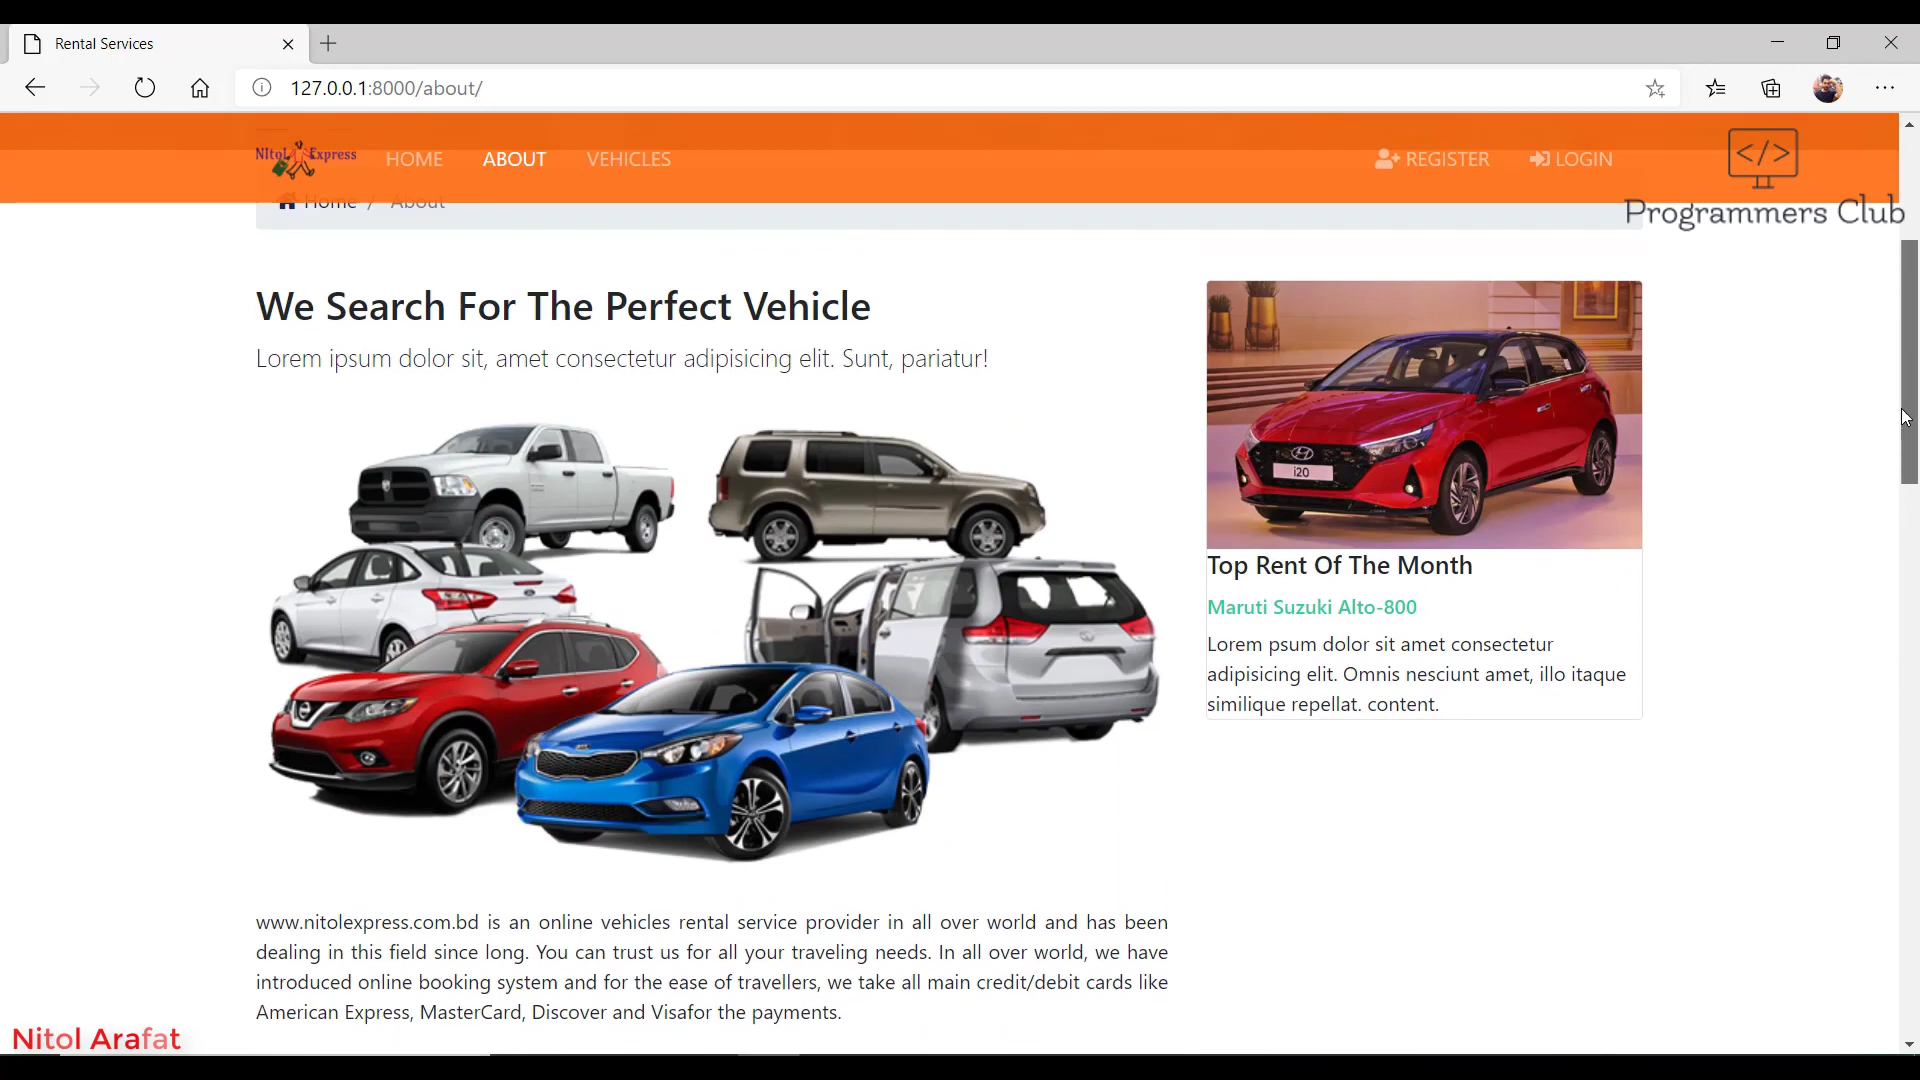 Rental Services
127.0.0.1:8000/about/
NItol Express
HOME
ABOUT
VEHICLES
REGISTER
LOGIN
</>
Programmers Club
Home / About
We Search For The Perfect Vehicle
Lorem ipsum dolor sit, amet consectetur adipisicing elit. Sunt, pariatur!
i20
Top Rent Of The Month
Maruti Suzuki Alto-800
Lorem psum dolor sit amet consectetur
adipisicing elit. Omnis nesciunt amet, illo itaque
similique repellat. content.
www.nitolexpress.com.bd is an online vehicles rental service provider in all over world and has been
dealing in this field since long. You can trust us for all your traveling needs. In all over world, we have
introduced online booking system and for the ease of travellers, we take all main credit/debit cards like
American Express, MasterCard, Discover and Visafor the payments.
Nitol Arafat